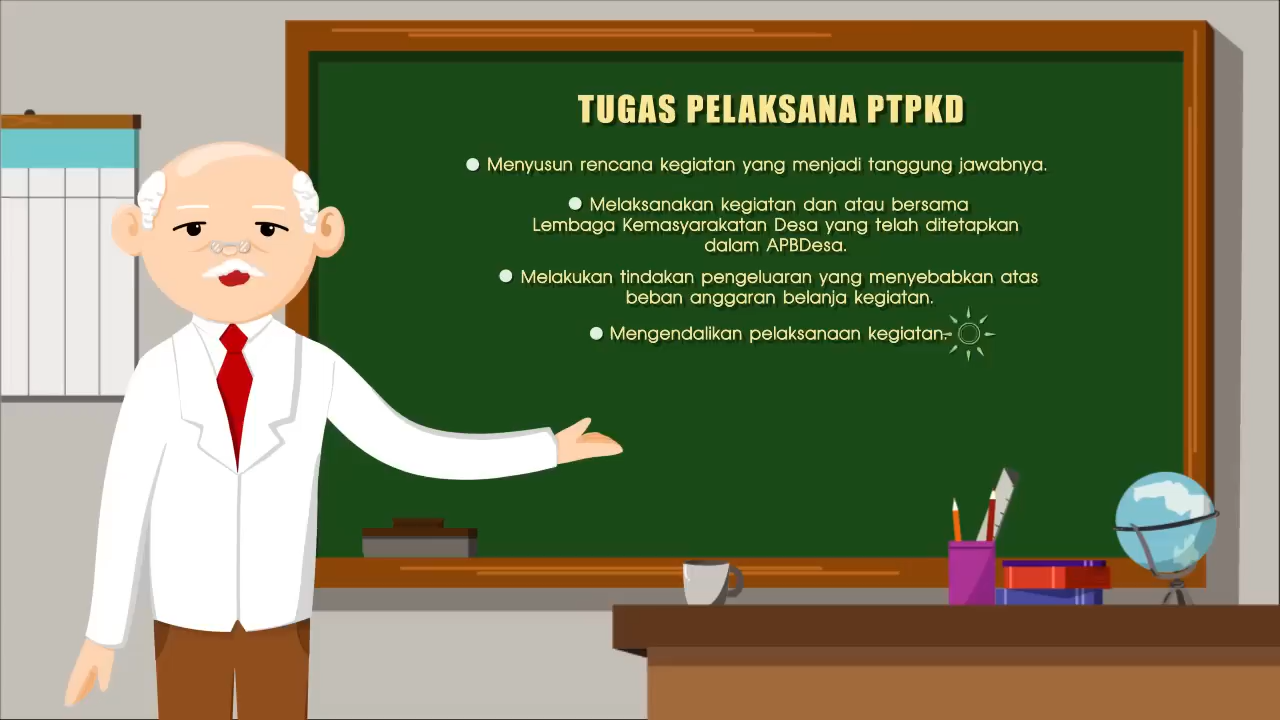 TUGAS PELAKSANA PTPKD
● Menyusun rencana kegiatan yang menjadi tanggung jawabnya.
● Melaksanakan kegiatan dan atau bersama
Lembaga Kemasyarakatan Desa yang telah ditetapkan
dalam APBDesa.
● Melakukan tindakan pengeluaran yang menyebabkan atas
beban anggaran belanja kegiatan.
● Mengendalikan pelaksanaan kegiatan.